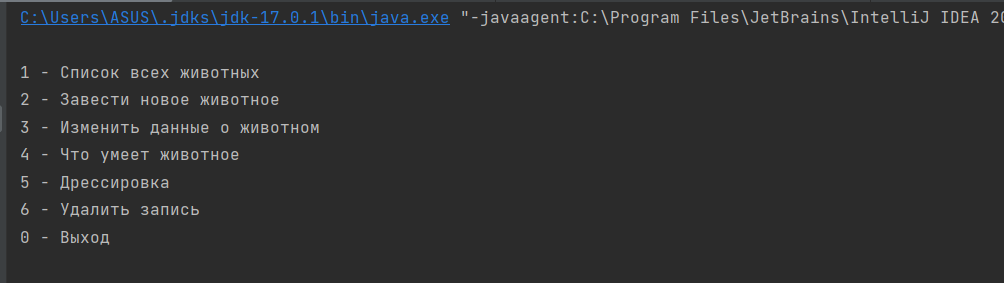 C:\Users\ASUS\.jdks\jdk-17.0.1\bin\java.exe "-javaagent:C:\Program Files\JetBrains\IntelliJ IDEA 20
1 - Список всех животных
2 - Завести новое животное
3 - Изменить данные о животном
4 - Что умеет животное
5 - Дрессировка
6 - Удалить запись
0 - Выход